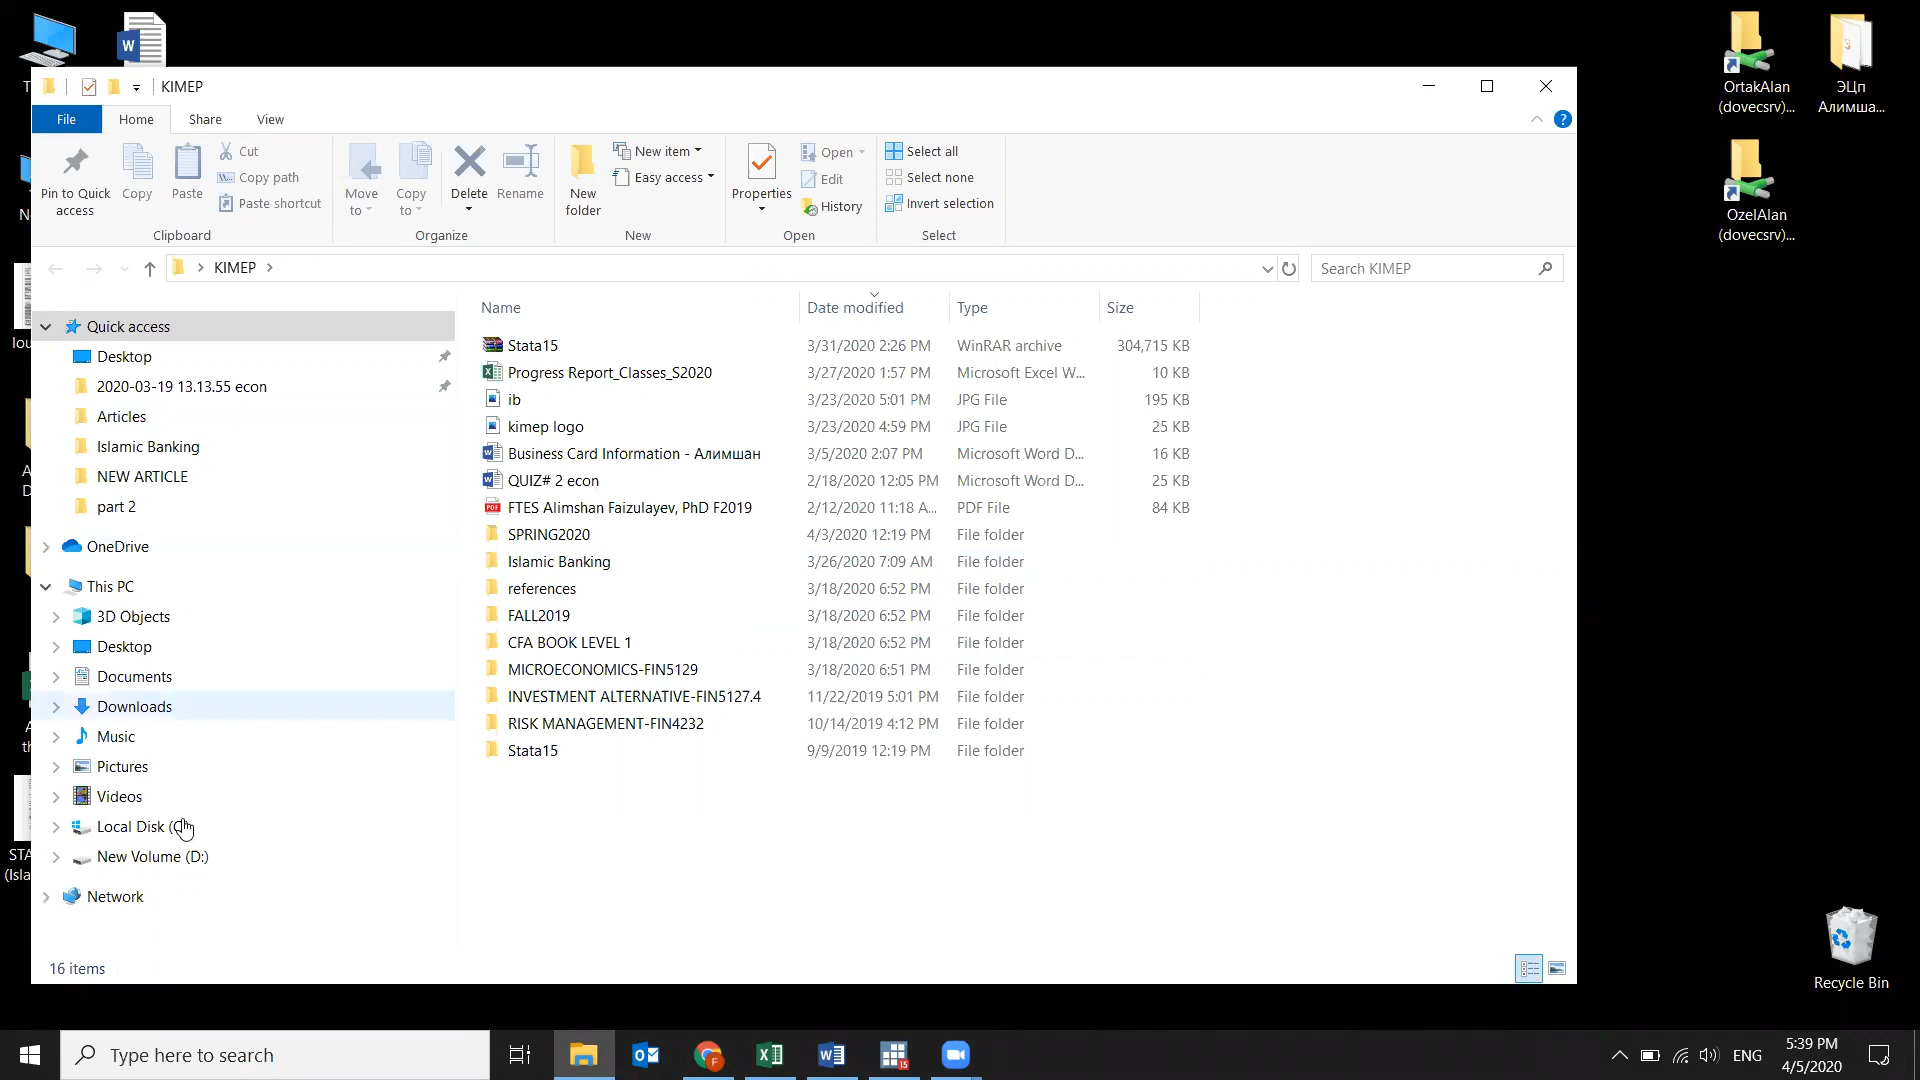 KIMEP
File Home Share View
Pin to Quick access
Copy
Paste
Cut
Copy path
Paste shortcut
Clipboard
Move to
Copy to
Delete
Rename
Organize
New folder
New item
Easy access
New
Properties
Open
Edit
History
Open
Select all
Select none
Invert selection
Select
KIMEP
Search KIMEP
Quick access
Desktop
2020-03-19 13.13.55 econ
Articles
Islamic Banking
NEW ARTICLE
part 2
OneDrive
This PC
3D Objects
Desktop
Documents
Downloads
Music
Pictures
Videos
Local Disk
New Volume (D:)
Network
Name Date modified Type Size
Stata15 3/31/2020 2:26 PM WinRAR archive 304,715 KB
Progress Report_Classes_S2020 3/27/2020 1:57 PM Microsoft Excel W... 10 KB
ib 3/23/2020 5:01 PM JPG File 195 KB
kimep logo 3/23/2020 4:59 PM JPG File 25 KB
Business Card Information - Алимшан 3/5/2020 2:07 PM Microsoft Word D... 16 KB
QUIZ# 2 econ 2/18/2020 12:05 PM Microsoft Word D... 25 KB
FTES Alimshan Faizulayev, PhD F2019 2/12/2020 11:18 A... PDF File 84 KB
SPRING2020 4/3/2020 12:19 PM File folder
Islamic Banking 3/26/2020 7:09 AM File folder
references 3/18/2020 6:52 PM File folder
FALL2019 3/18/2020 6:52 PM File folder
CFA BOOK LEVEL 1 3/18/2020 6:52 PM File folder
MICROECONOMICS-FIN5129 3/18/2020 6:51 PM File folder
INVESTMENT ALTERNATIVE-FIN5127.4 11/22/2019 5:01 PM File folder
RISK MANAGEMENT-FIN4232 10/14/2019 4:12 PM File folder
Stata15 9/9/2019 12:19 PM File folder
16 items
OrtakAlan
(dovecsrv)...
ЭЦп
Алимша...
OzelAlan
(dovecsrv)...
Recycle Bin
Type here to search
ENG
5:39 PM
4/5/2020